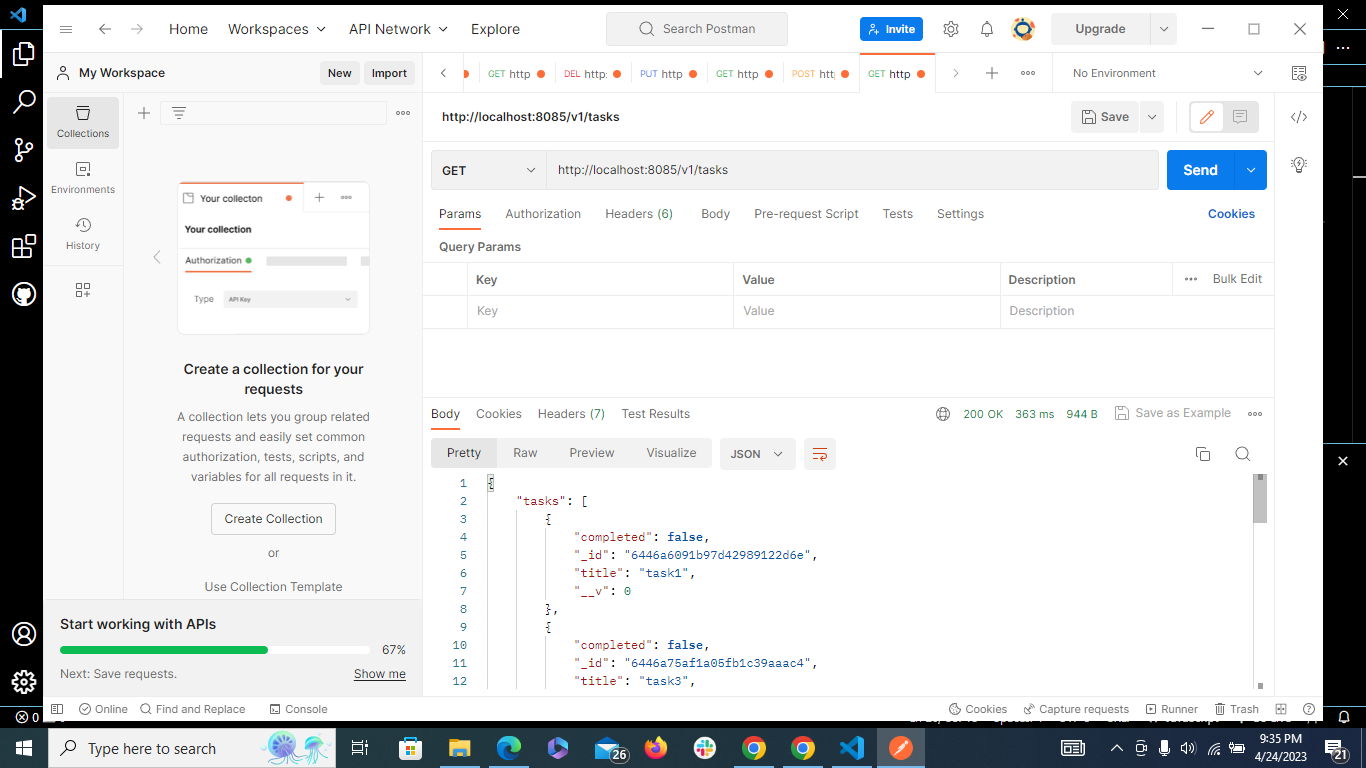 Home Workspaces API Network Explore Search Postman Invite Upgrade
My Workspace New Import GET http DEL http: PUT http GET http POST htt GET http No Environment
Collections
Environments
History
Your collecton
Your collection
Authorization
Type API Key
Create a collection for your
requests
A collection lets you group related
requests and easily set common
authorization, tests, scripts, and
variables for all requests in it.
Create Collection
or
Use Collection Template
Start working with APIs
67%
Next: Save requests. Show me
http://localhost:8085/v1/tasks Save
GET http://localhost:8085/v1/tasks Send
Params Authorization Headers (6) Body Pre-request Script Tests Settings Cookies
Query Params
Key Value Description Bulk Edit
Key Value Description
Body Cookies Headers (7) Test Results 200 OK 363 ms 944 B Save as Example
Pretty Raw Preview Visualize JSON
1 {
2 "tasks": [
3 {
4 "completed": false,
5 "_id": "6446a6091b97d42989122d6e",
6 "title": "task1",
7 "__v": 0
8 },
9 {
10 "completed": false,
11 "_id": "6446a75af1a05fb1c39aaac4",
12 "title": "task3",
Online Find and Replace Console Cookies Capture requests Runner Trash
0
Type here to search 26 9:35 PM
4/24/2023 21